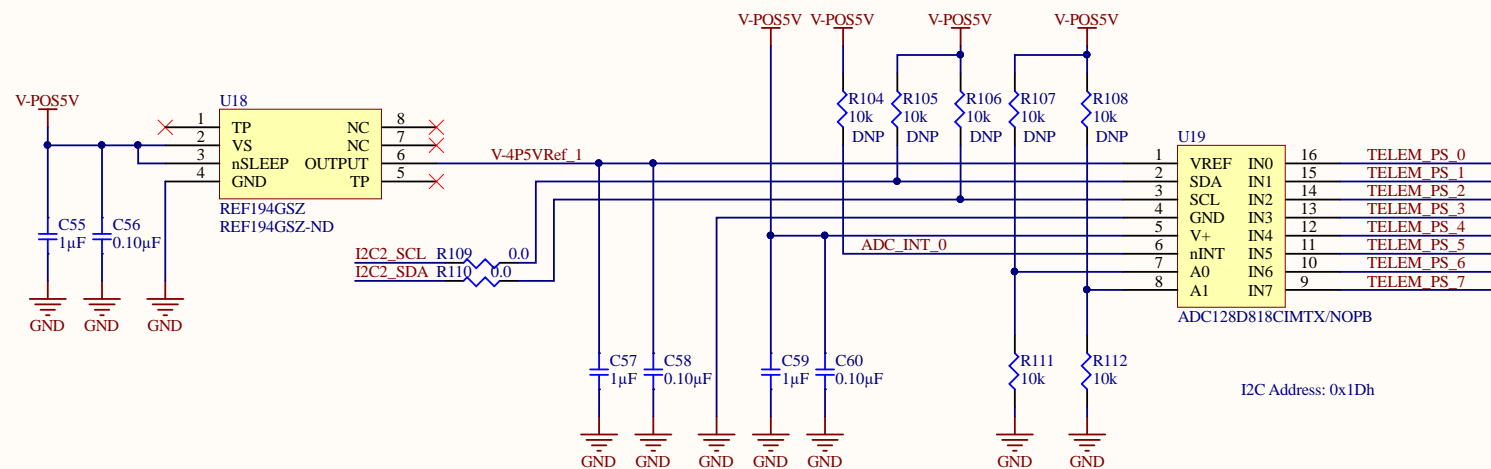 V-POS5V V-POS5V V-POS5V V-POS5V
V-POS5V
U18
1 TP NC 8
2 VS NC 7
3 nSLEEP OUTPUT 6
4 GND TP 5
REF194GSZ
REF194GSZ-ND
V-4P5VRef_1
C55
1µF
C56
0.10µF
GND GND GND
I2C2_SCL R109 0.0
I2C2_SDA R110 0.0
R104
10k
DNP
R105
10k
R106
10k
DNP
R107
10k
DNP
R108
10k
DNP
ADC_INT_0
U19
1 VREF IN0 16 TELEM_PS_0
2 SDA IN1 15 TELEM_PS_1
3 SCL IN2 14 TELEM_PS_2
4 GND IN3 13 TELEM_PS_3
5 V+ IN4 12 TELEM_PS_4
6 nINT IN5 11 TELEM_PS_5
7 A0 IN6 10 TELEM_PS_6
8 A1 IN7 9 TELEM_PS_7
ADC128D818CIMTX/NOPB
C57
1µF
C58
0.10µF
C59
1µF
C60
0.10µF
R111
10k
R112
10k
I2C Address: 0x1Dh
GND GND GND GND GND GND GND